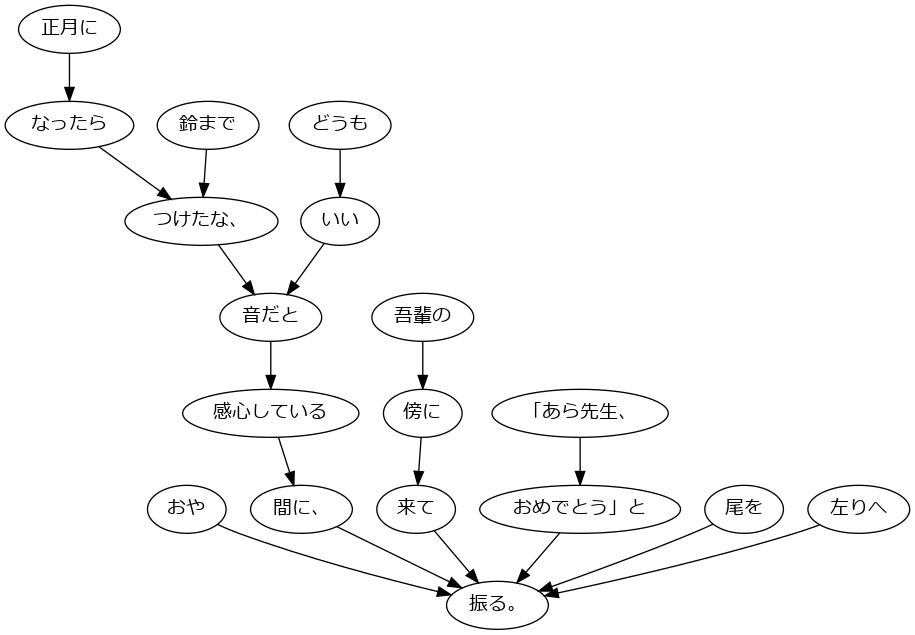 正月に
なったら
鈴まで
どうも
つけたな、
いい
音だと
吾輩の
感心している
傍に
「あら先生、
おや
間に、
来て
おめでとう」と
尾を
左りへ
振る。